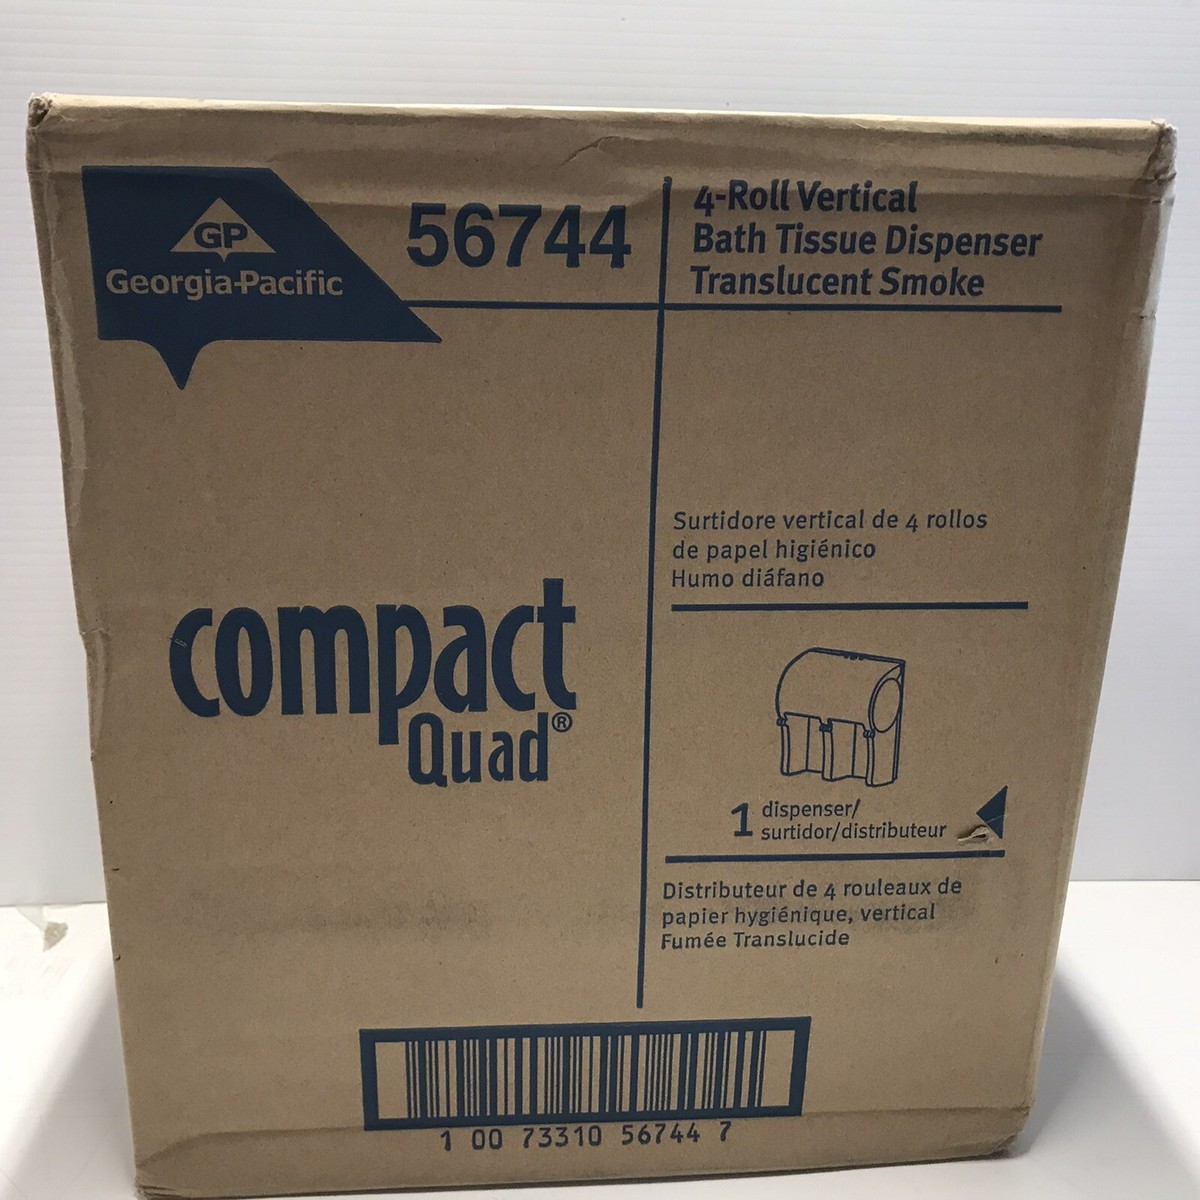 GP
Georgia-Pacific
56744
4-Roll Vertical
Bath Tissue Dispenser
Translucent Smoke
Surtidore vertical de 4 rollos
de papel higiénico
Humo diáfano
compact
Quad®
1 dispenser/
surtidor/distributeur
Distributeur de 4 rouleaux de
papier hygiénique, vertical
Fumée Translucide
1 00 73310 56744 7